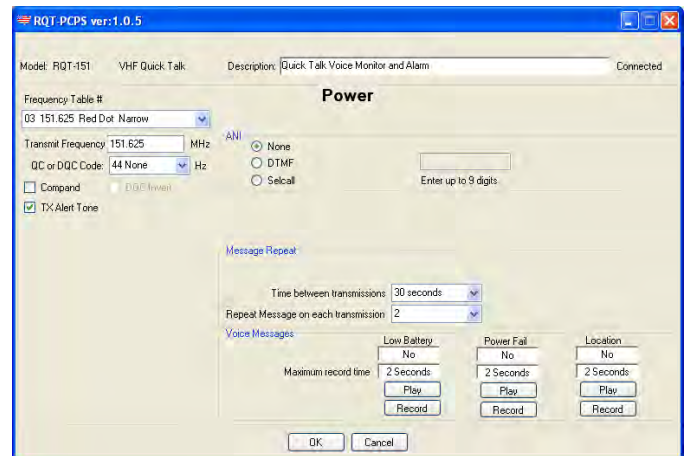 RQT-PCPS ver:1.0.5
Model: RQT-151 VHF Quick Talk Description: Quick Talk Voice Monitor and Alarm Connected
Power
Frequency Table #
03 151.625 Red Dot Narrow
Transmit Frequency 151.625 MHz
QC or DQC Code: 44 None Hz
Compand DQC Invert
TX Alert Tone
ANI
None
DTMF
Selcall Enter up to 9 digits
Message Repeat
Time between transmissions 30 seconds
Repeat Message on each transmission 2
Voice Messages
Low Battery Power Fail Location
No No No
Maximum record time 2 Seconds 2 Seconds 2 Seconds
Play Play Play
Record Record Record
OK Cancel